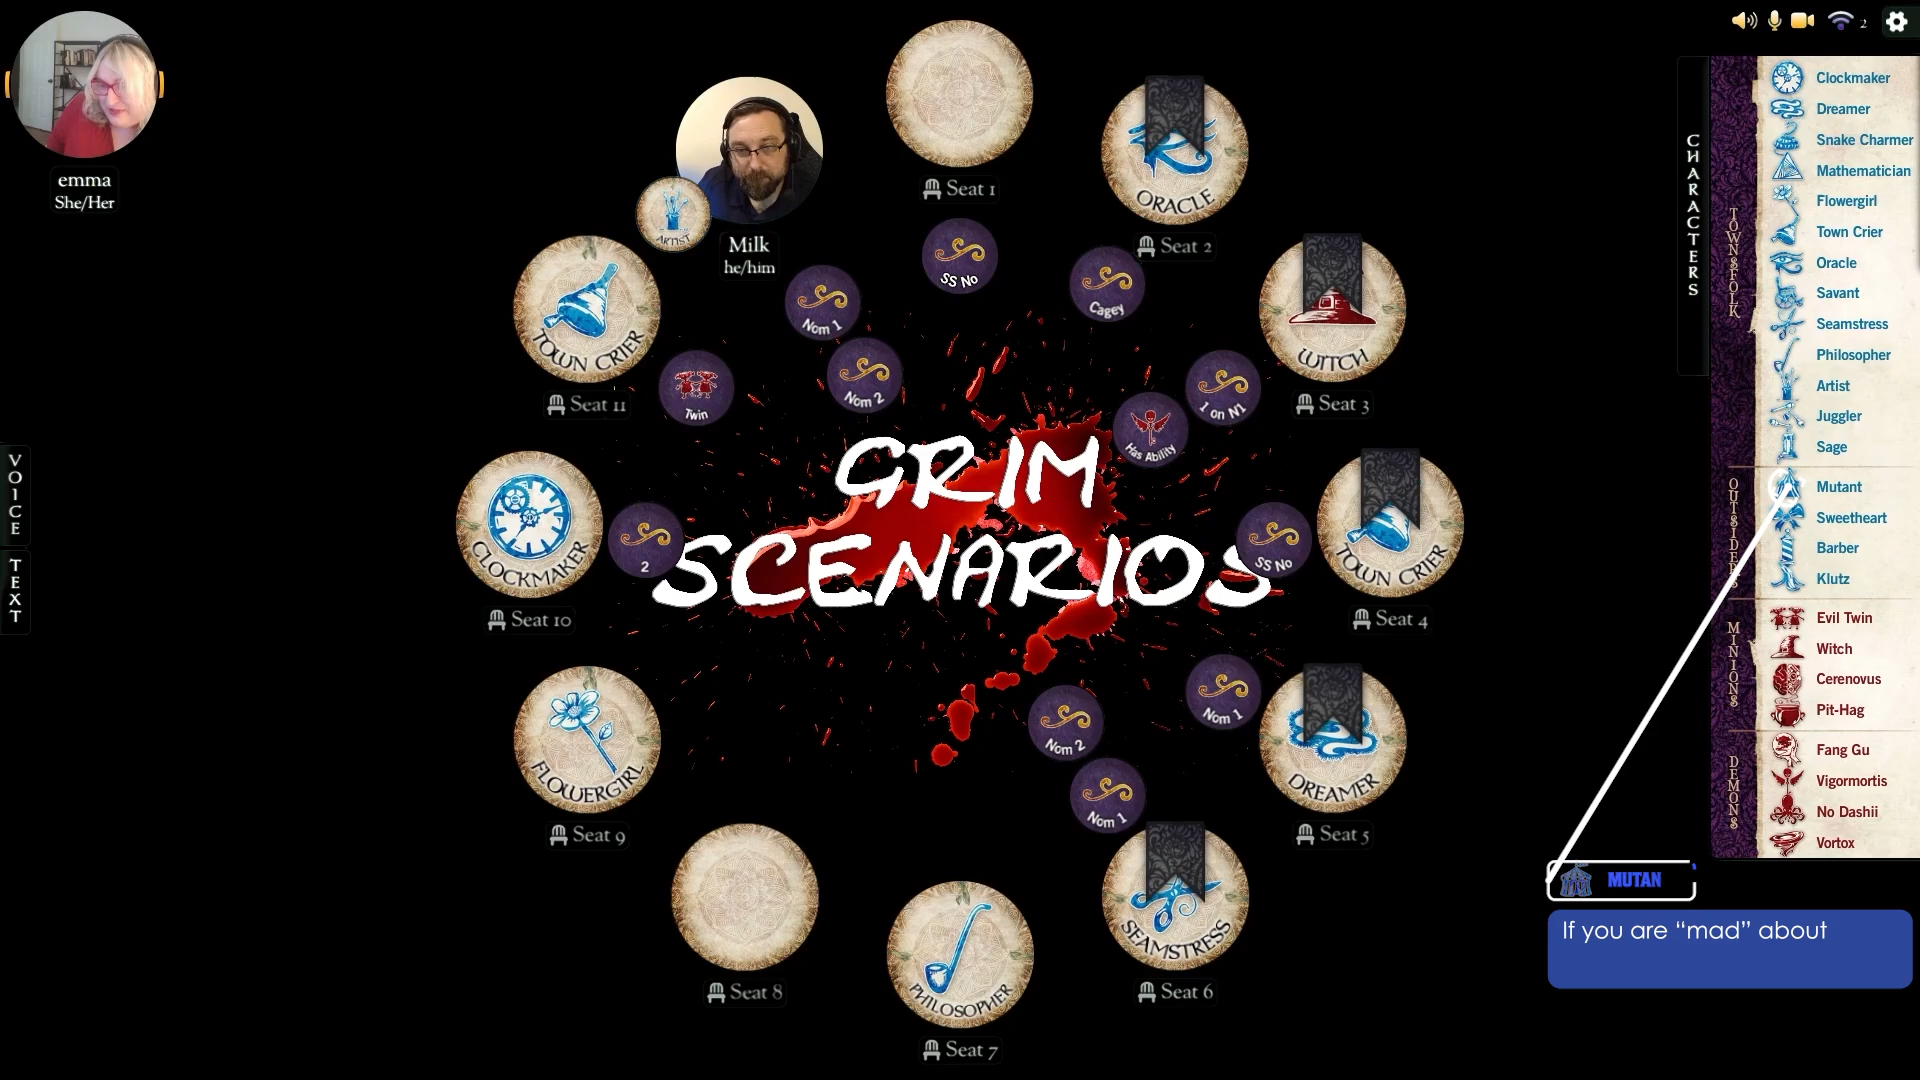 emma
She/Her
VOICE
TEXT
ARTIST
Milk
he/him
Seat 1
ORACLE
Seat 2
WITCH
Seat 3
TOWN CRIER
Seat 4
DREAMER
Seat 5
SEAMSTRESS
Seat 6
PHILOSOPHER
Seat 7
Seat 8
FLOWERGIRL
Seat 9
CLOCKMAKER
Seat 10
TOWN CRIER
Seat 11
SS No
Cagey
1 on N1
Has Ability
SS No
Nom 1
Nom 2
Nom 1
2
Twin
Nom 1
Nom 2
GRIM
SCENARIOS
2
CHARACTERS
TOWNSFOLK
Clockmaker
Dreamer
Snake Charmer
Mathematician
Flowergirl
Town Crier
Oracle
Savant
Seamstress
Philosopher
Artist
Juggler
Sage
OUTSIDERS
Mutant
Sweetheart
Barber
Klutz
MINIONS
Evil Twin
Witch
Cerenovus
Pit-Hag
DEMONS
Fang Gu
Vigormortis
No Dashii
Vortox
MUTAN
If you are “mad” about